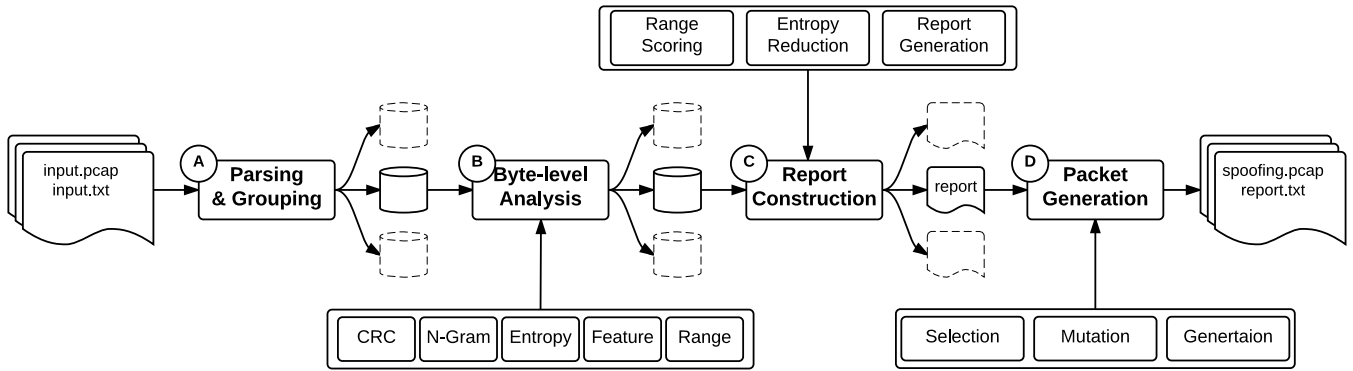 Range
Scoring
Entropy
Reduction
Report
Generation
input.pcap
input.txt
A
Parsing
& Grouping
B
Byte-level
Analysis
C
Report
Construction
report
D
Packet
Generation
spoofing.pcap
report.txt
CRC
N-Gram
Entropy
Feature
Range
Selection
Mutation
Genertaion